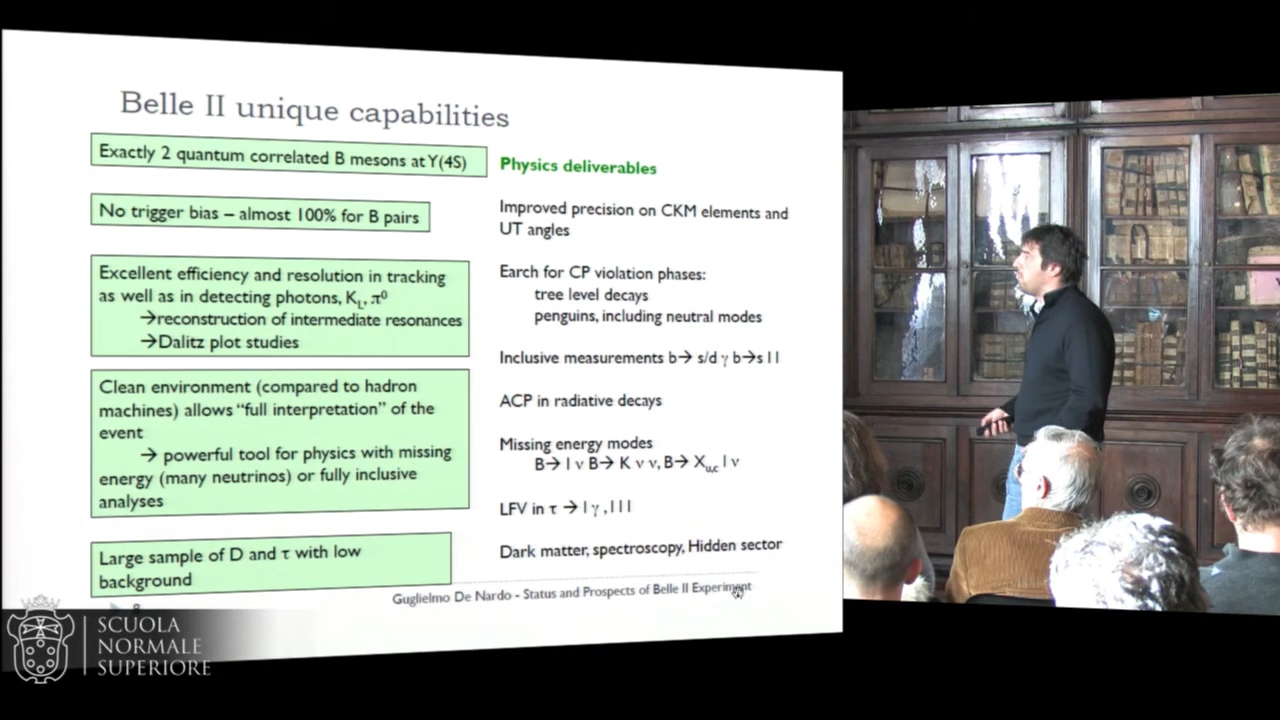 Belle II unique capabilities
Exactly 2 quantum correlated B mesons at Υ(4S)
No trigger bias – almost 100% for B pairs
Excellent efficiency and resolution in tracking
as well as in detecting photons, K_L, π⁰
→reconstruction of intermediate resonances
→Dalitz plot studies
Clean environment (compared to hadron
machines) allows “full interpretation” of the
event
→ powerful tool for physics with missing
energy (many neutrinos) or fully inclusive
analyses
Large sample of D and τ with low
background
Physics deliverables
Improved precision on CKM elements and
UT angles
Earch for CP violation phases:
tree level decays
penguins, including neutral modes
Inclusive measurements b→ s/d γ b→s l l
ACP in radiative decays
Missing energy modes
B→ l ν B→ K ν ν, B→ X_u,c l ν
LFV in τ → l γ , l l l
Dark matter, spectroscopy, Hidden sector
Guglielmo De Nardo - Status and Prospects of Belle II Experiment
8
SCUOLA
NORMALE
SUPERIORE